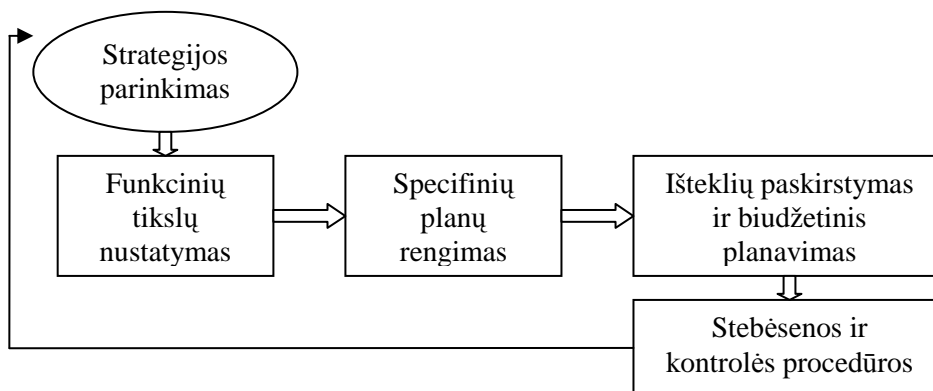 Strategijos
parinkimas
Funkcinių
tikslų
nustatymas
Specifinių
planų
rengimas
Išteklių paskirstymas
ir biudžetinis
planavimas
Stebėsenos ir
kontrolės procedūros